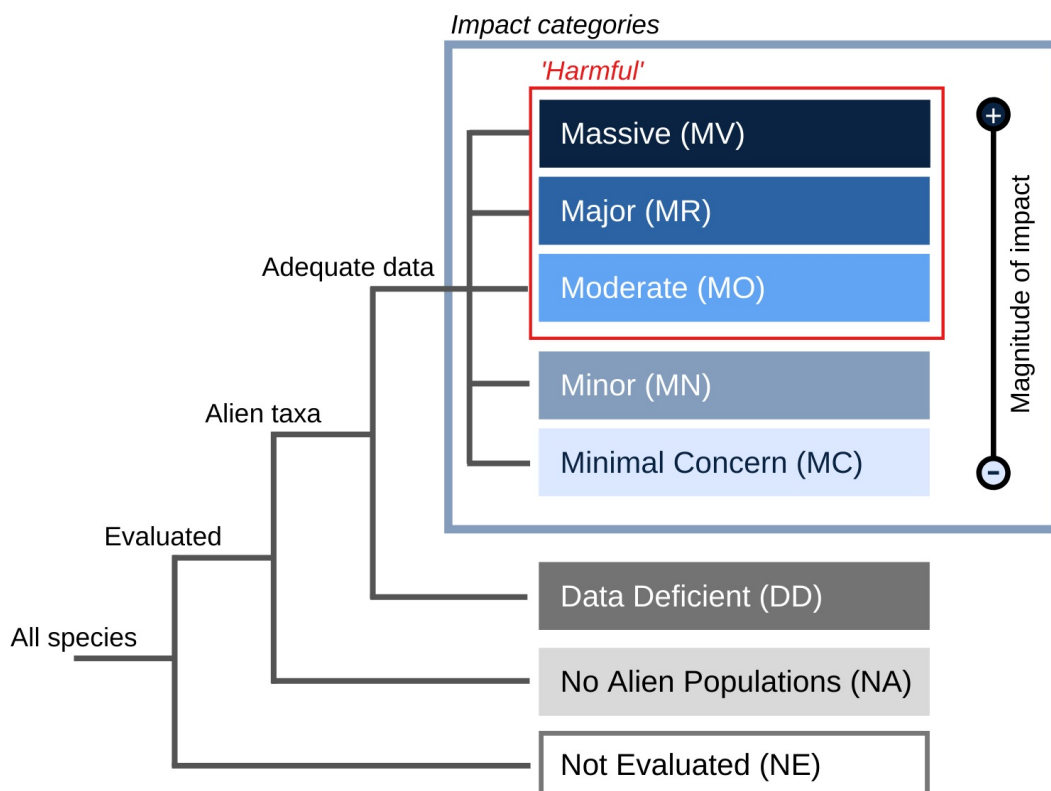 Impact categories
'Harmful'
Massive (MV)
+
Major (MR)
Magnitude of impact
Adequate data
Moderate (MO)
Minor (MN)
Alien taxa
Minimal Concern (MC)
-
Evaluated
Data Deficient (DD)
All species
No Alien Populations (NA)
Not Evaluated (NE)